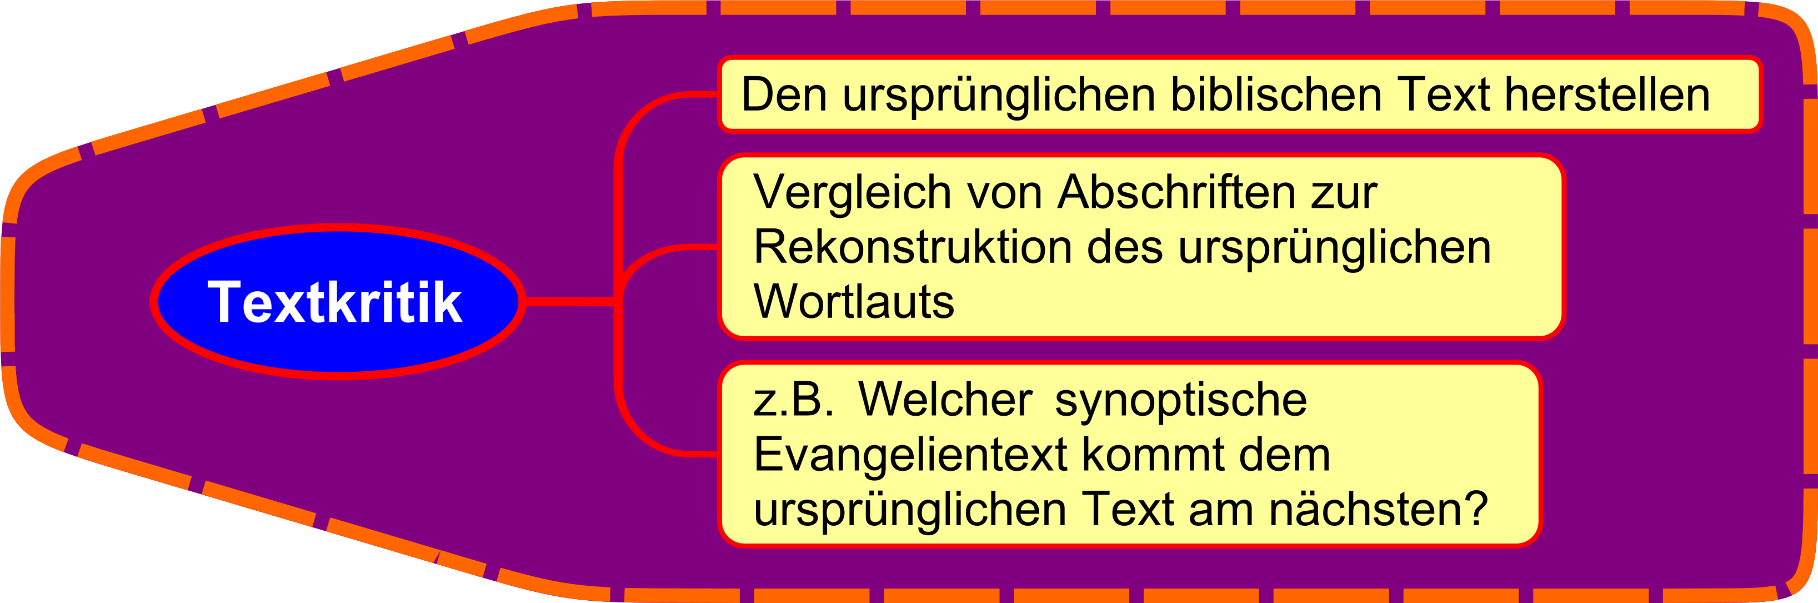 Textkritik
Den ursprünglichen biblischen Text herstellen
Vergleich von Abschriften zur
Rekonstruktion des ursprünglichen
Wortlauts
z.B. Welcher synoptische
Evangelientext kommt dem
ursprünglichen Text am nächsten?